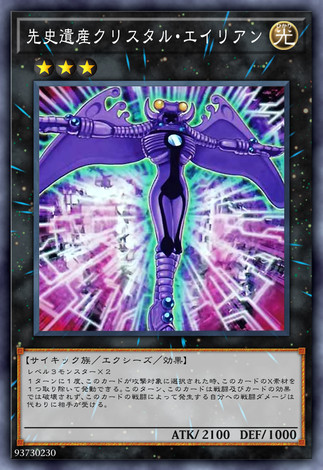 先史遺産クリスタル・エイリアン
光
【サイキック族/エクシーズ/効果】
レベル3モンスター×2
1ターンに1度、このカードが攻撃対象に選択された時、このカードのX素材を
1つ取り除いて発動できる。このターン、このカードは戦闘及びカードの効果
では破壊されず、このカードの戦闘によって発生する自分への戦闘ダメージは
代わりに相手が受ける。
ATK/2100 DEF/1000
93730230